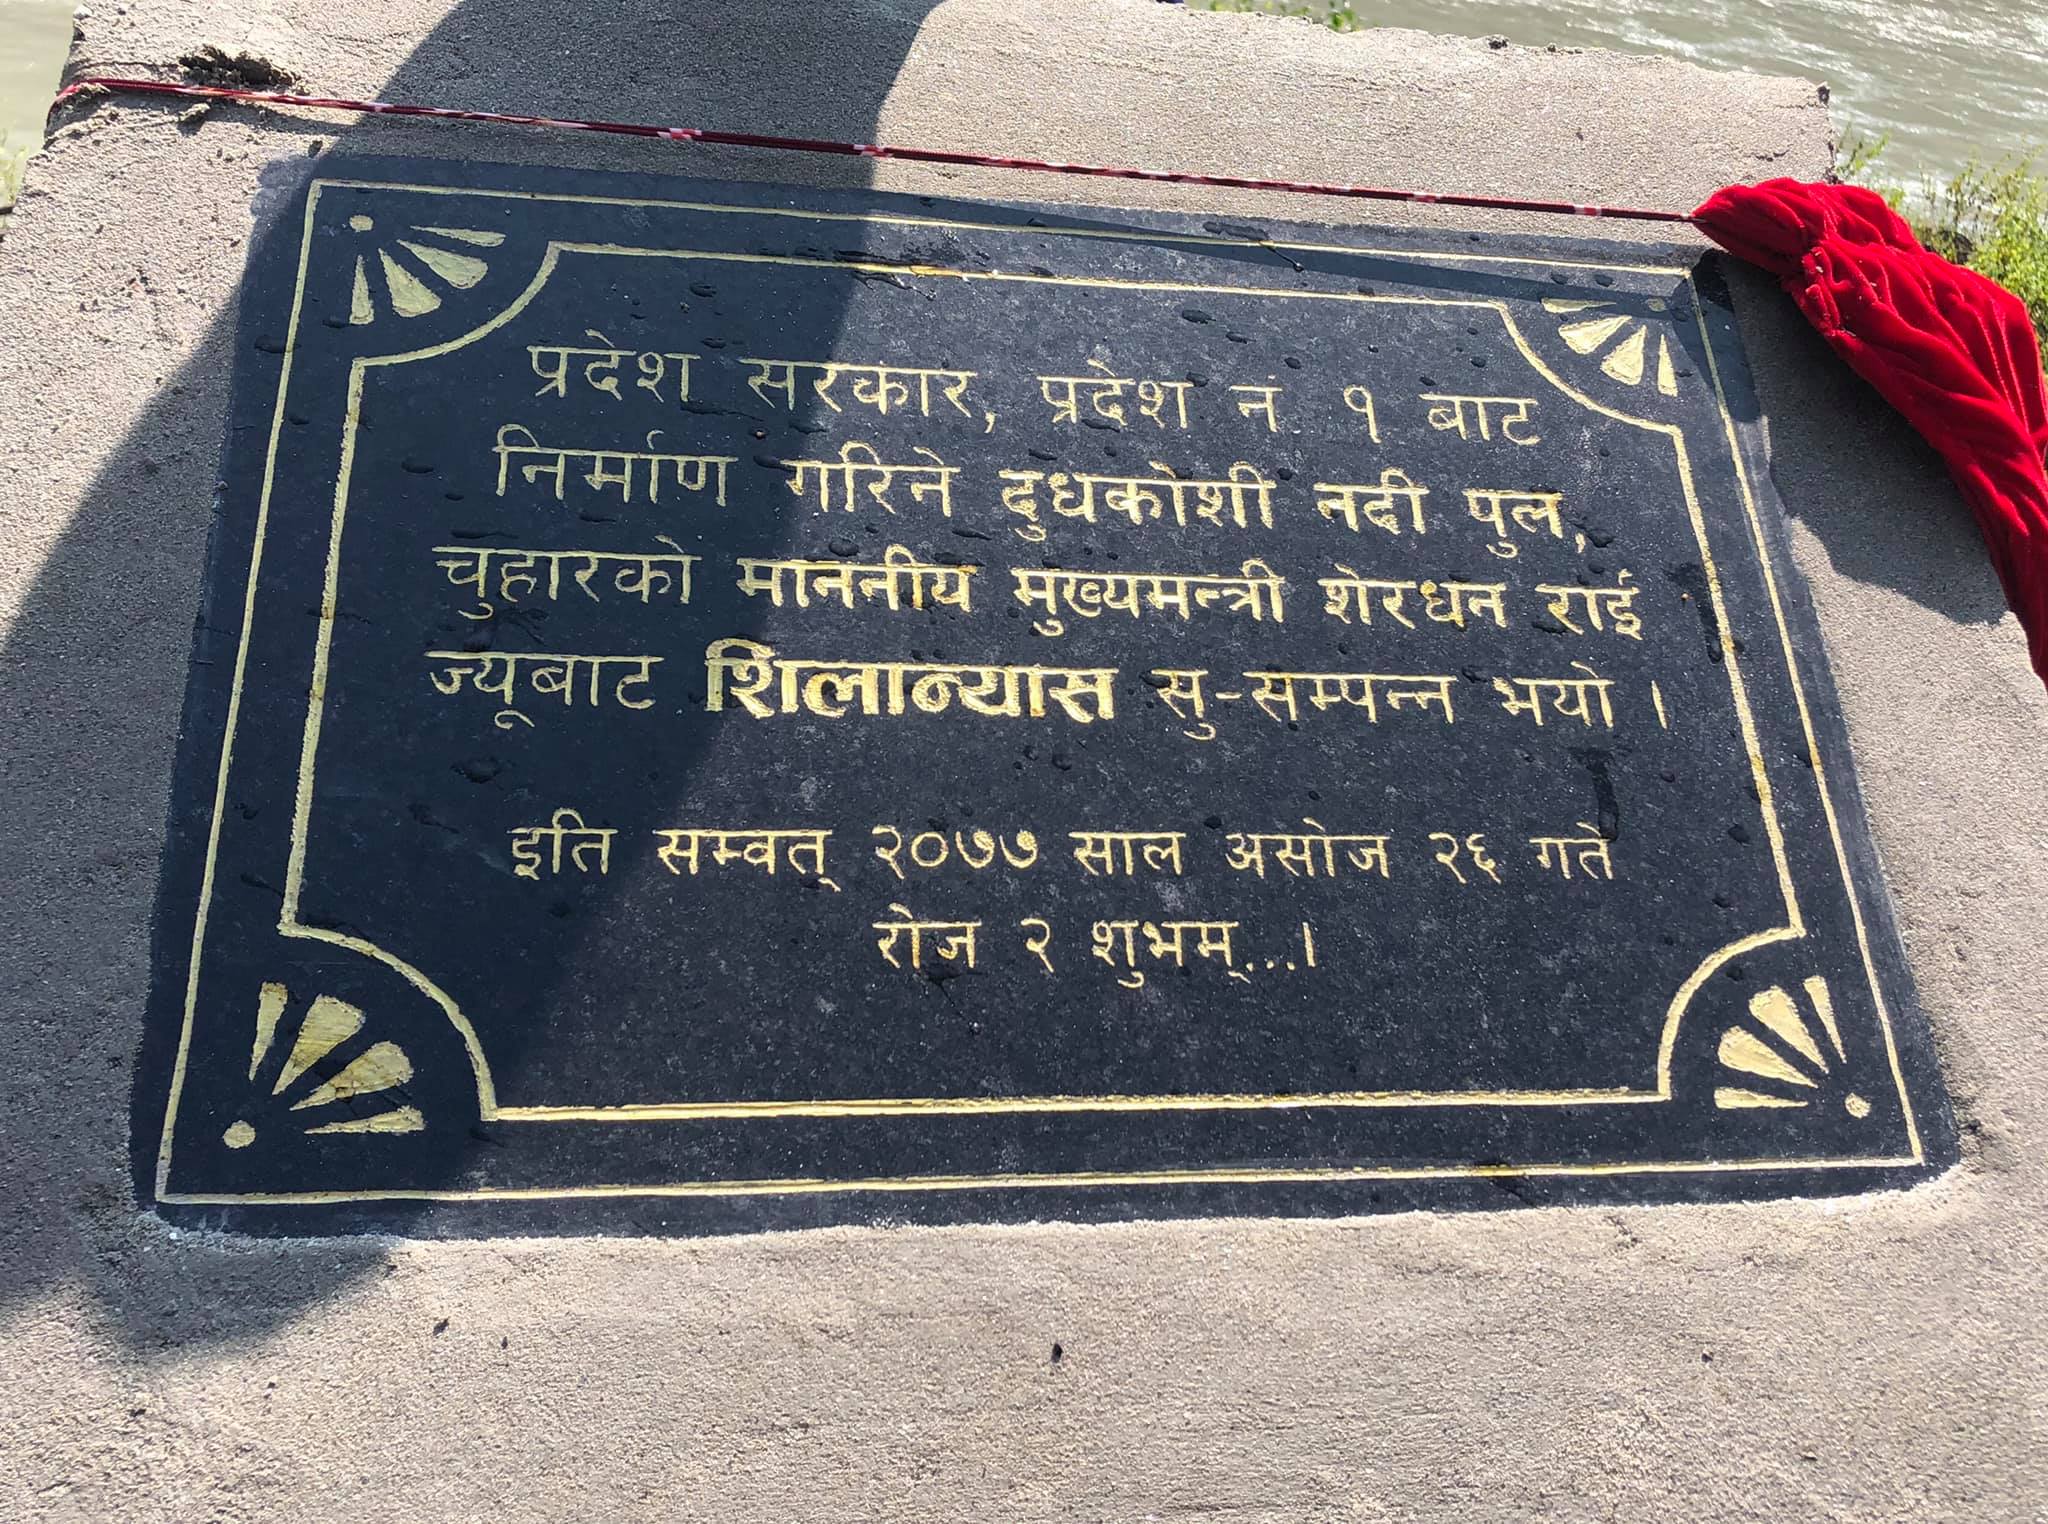 प्रदेश सरकार, प्रदेश नं १ बाट
निर्माण गरिने दुधकोशी नदी पुल,
चुहारको माननीय मुख्यमन्त्री शेरधन राई
ज्यूबाट शिलान्यास सु-सम्पन्न भयो ।
इति सम्वत् २०७७ साल असोज २६ गते
रोज २ शुभम्...।